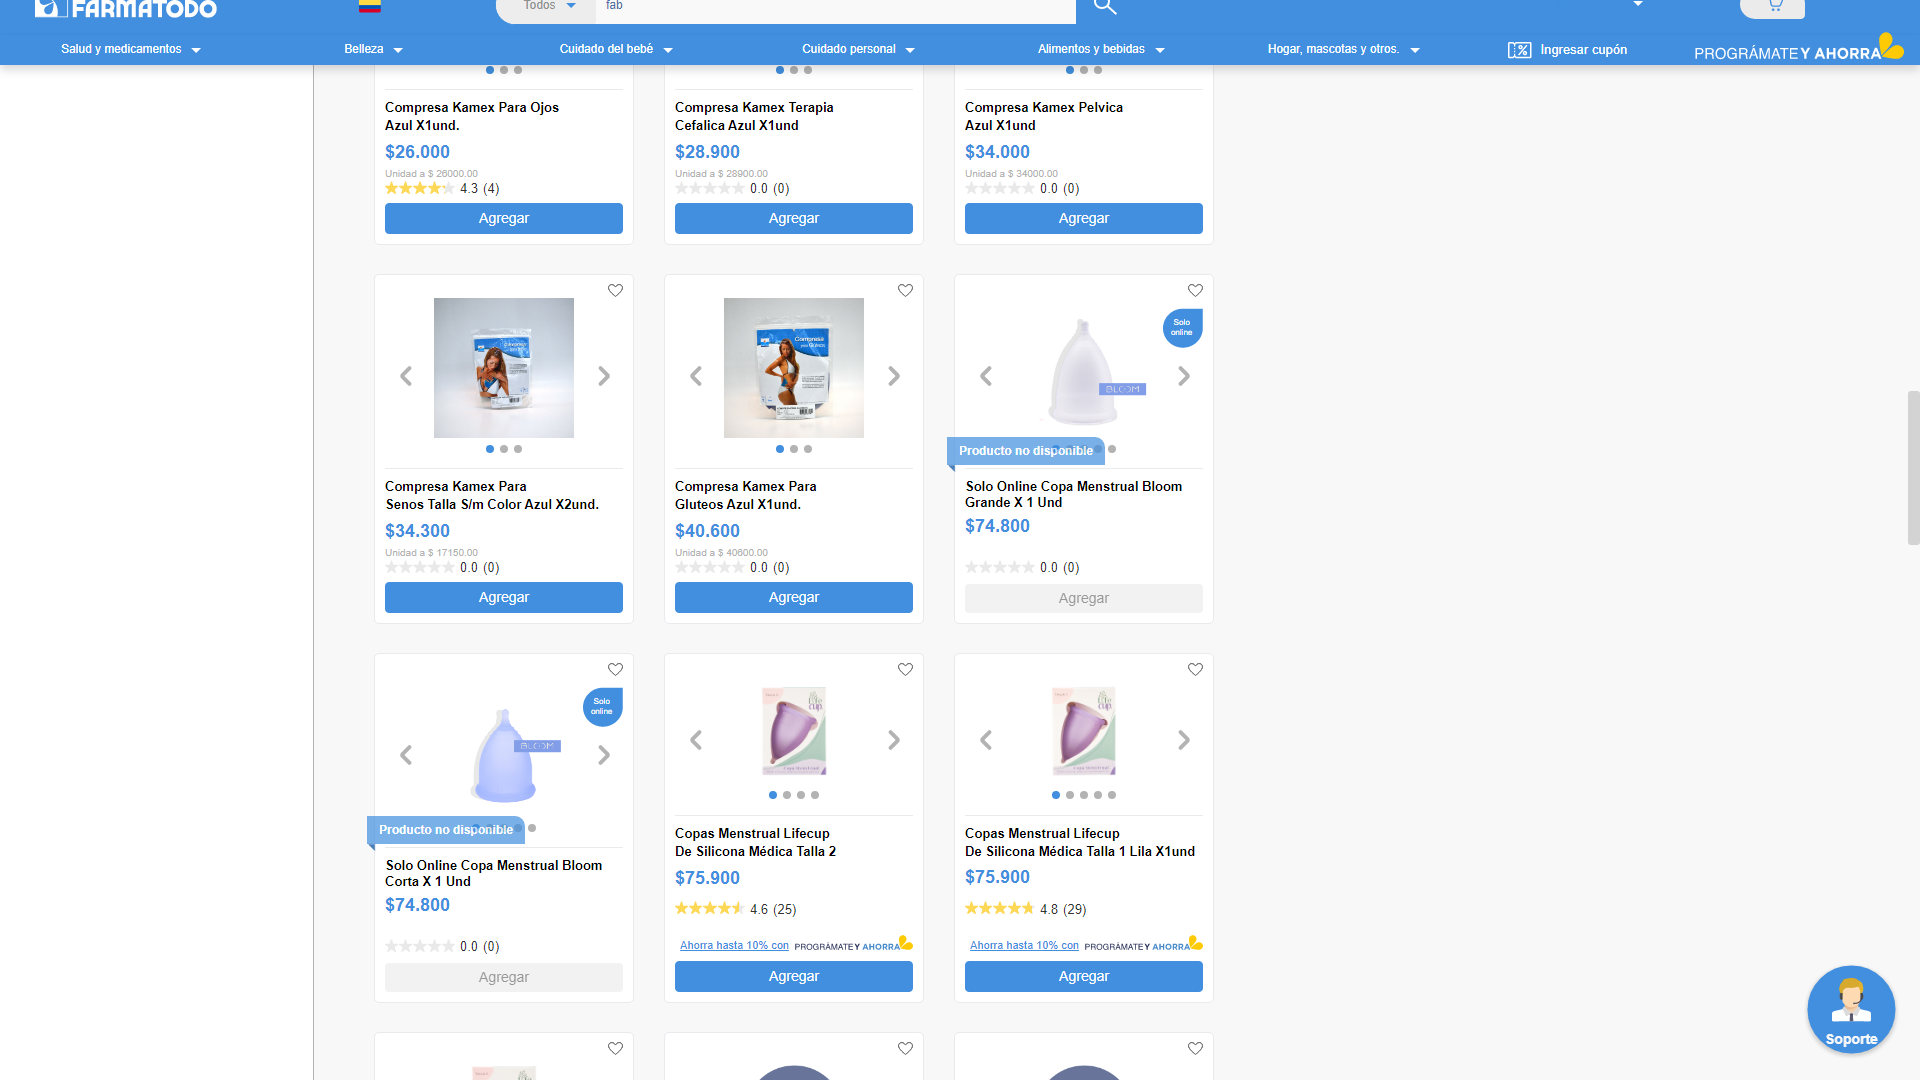 FARMATODO
Todos
fab
Salud y medicamentos
Belleza
Cuidado del bebé
Cuidado personal
Alimentos y bebidas
Hogar, mascotas y otros.
Ingresar cupón
PROGRÁMATE Y AHORRA
Compresa Kamex Para Ojos
Azul X1und.
$26.000
Unidad a $ 26000.00
4.3 (4)
Agregar
Compresa Kamex Terapia
Cefalica Azul X1und
$28.900
Unidad a $ 28900.00
0.0 (0)
Agregar
Compresa Kamex Pelvica
Azul X1und
$34.000
Unidad a $ 34000.00
0.0 (0)
Agregar
Compresa Kamex Para
Senos Talla S/m Color Azul X2und.
$34.300
Unidad a $ 17150.00
0.0 (0)
Agregar
Compresa
Compresa Kamex Para
Gluteos Azul X1und.
$40.600
Unidad a $ 40600.00
0.0 (0)
Agregar
Solo
online
BLOOM
Producto no disponible
Solo Online Copa Menstrual Bloom
Grande X 1 Und
$74.800
0.0 (0)
Agregar
Solo
online
BLOOM
Producto no disponible
Solo Online Copa Menstrual Bloom
Corta X 1 Und
$74.800
0.0 (0)
Agregar
life
cup
Copa Menstrual
Copas Menstrual Lifecup
De Silicona Médica Talla 2
$75.900
4.6 (25)
Ahorra hasta 10% con PROGRÁMATE Y AHORRA
Agregar
life
cup
Copa Menstrual
Copas Menstrual Lifecup
De Silicona Médica Talla 1 Lila X1und
$75.900
4.8 (29)
Ahorra hasta 10% con PROGRÁMATE Y AHORRA
Agregar
Soporte